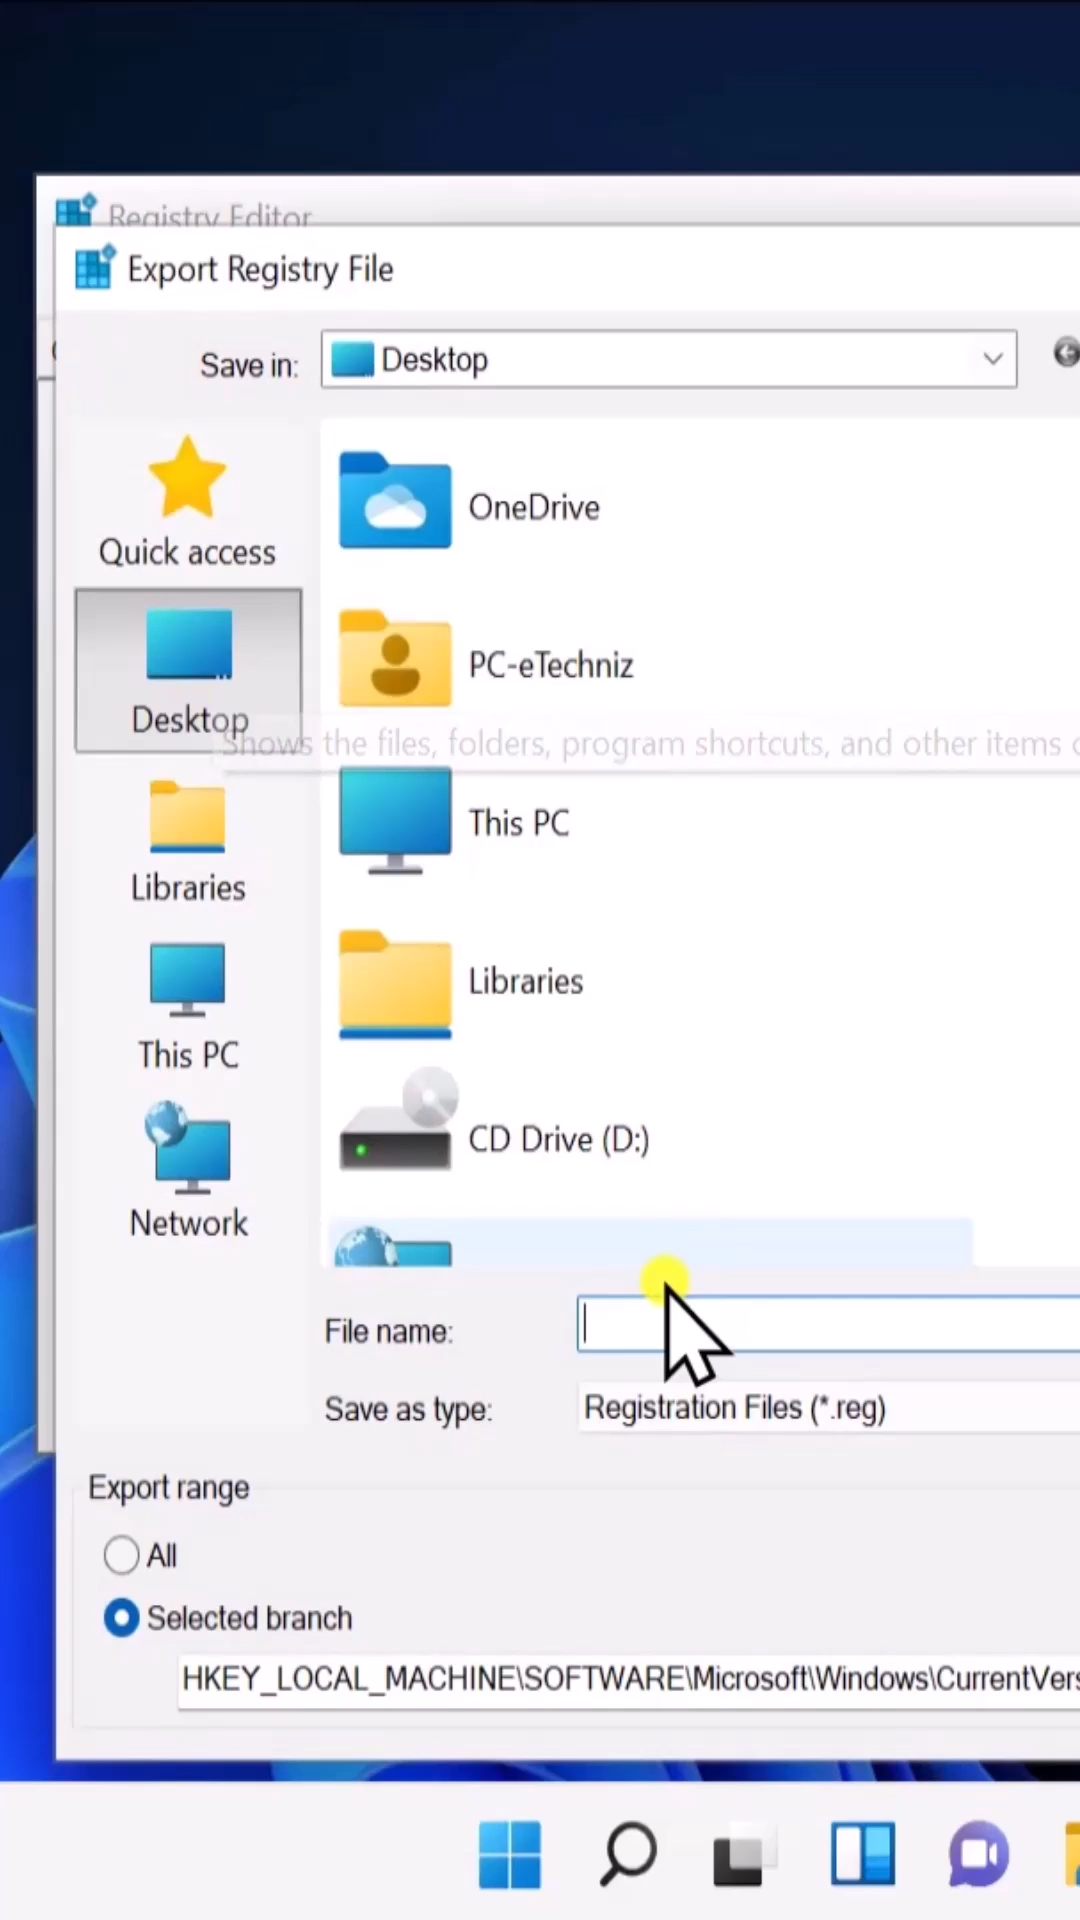 Registry Editor
Export Registry File
Save in:
Desktop
Quick access
OneDrive
PC-eTechniz
Desktop
Shows the files, folders, program shortcuts, and other items
This PC
Libraries
Libraries
This PC
CD Drive (D:)
Network
File name:
Save as type:
Registration Files (*.reg)
Export range
All
Selected branch
HKEY_LOCAL_MACHINE\SOFTWARE\Microsoft\Windows\CurrentVers